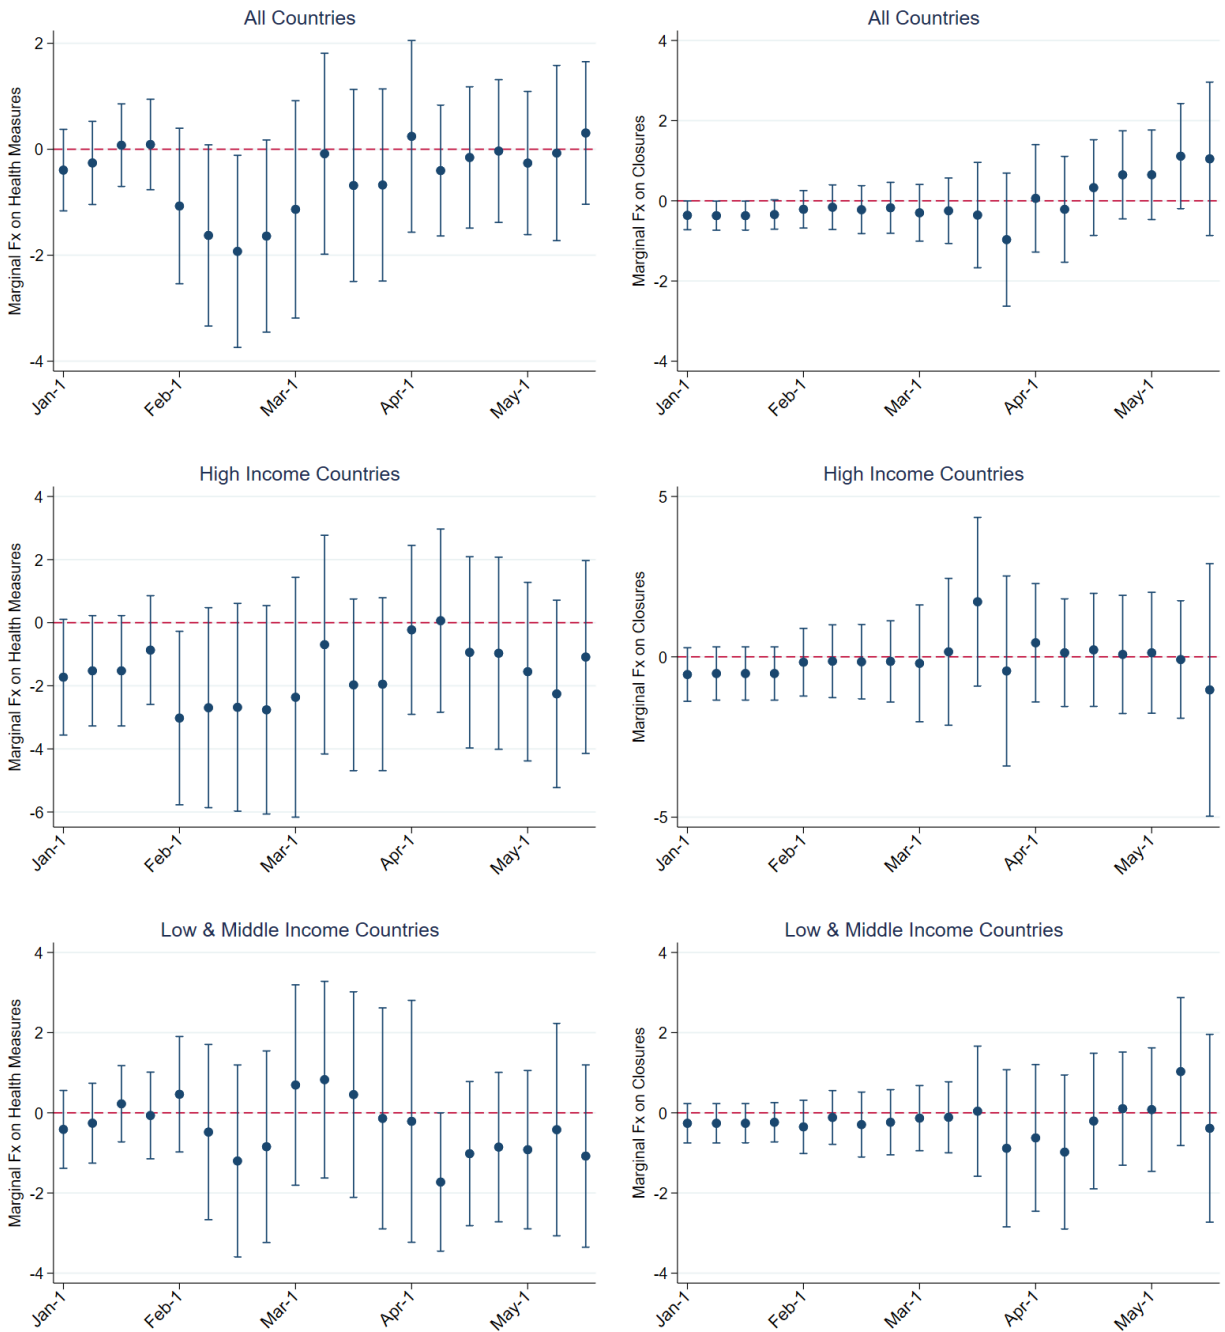 All Countries
Marginal Fx on Health Measures
2
0
-2
-4
Jan-1
Feb-1
Mar-1
Apr-1
May-1
All Countries
Marginal Fx on Closures
4
2
0
-2
-4
Jan-1
Feb-1
Mar-1
Apr-1
May-1
High Income Countries
Marginal Fx on Health Measures
4
2
0
-2
-4
-6
Jan-1
Feb-1
Mar-1
Apr-1
May-1
High Income Countries
Marginal Fx on Closures
5
0
-5
Jan-1
Feb-1
Mar-1
Apr-1
May-1
Low & Middle Income Countries
Marginal Fx on Health Measures
4
2
0
-2
-4
Jan-1
Feb-1
Mar-1
Apr-1
May-1
Low & Middle Income Countries
Marginal Fx on Closures
4
2
0
-2
-4
Jan-1
Feb-1
Mar-1
Apr-1
May-1